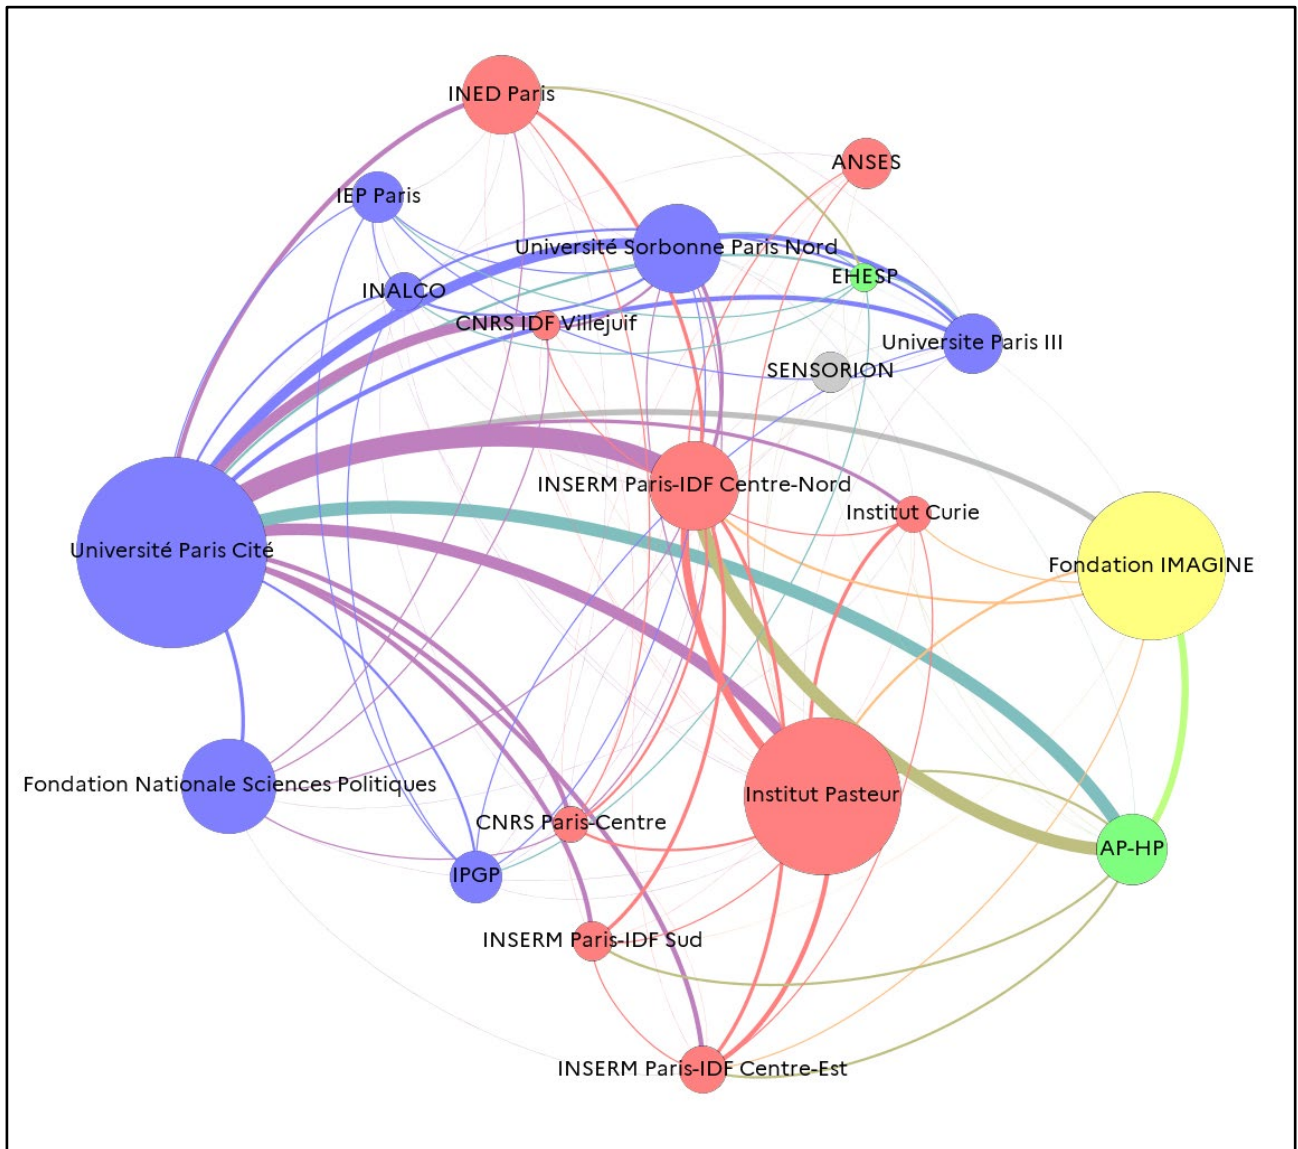 INED Paris
ANSES
IEP Paris
Université Sorbonne Paris Nord
EHESP
INALCO
CNRS IDF Villejuif
Universite Paris III
SENSORION
INSERM Paris-IDF Centre-Nord
Institut Curie
Université Paris Cité
Fondation IMAGINE
Fondation Nationale Sciences Politiques
Institut Pasteur
CNRS Paris-Centre
AP-HP
IPGP
INSERM Paris-IDF Sud
INSERM Paris-IDF Centre-Est